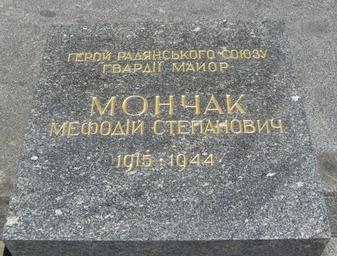 ГЕРОЙ РАДЯНСЬКОГО СОЮЗУ
ГВАРДІЇ МАЙОР
МОНЧАК
МЕФОДІЙ СТЕПАНОВИЧ
1915·1944